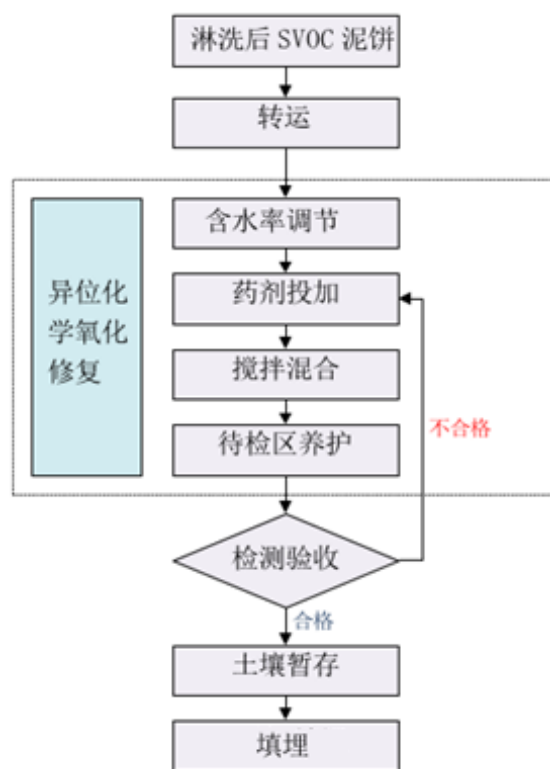 淋洗后 SVOC 泥饼
转运
含水率调节
异位化
学氧化
修复
药剂投加
搅拌混合
待检区养护
不合格
检测验收
合格
土壤暂存
填埋